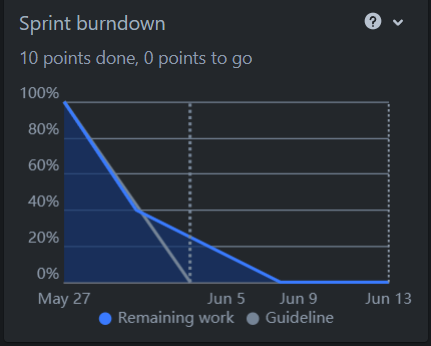 Sprint burndown
10 points done, 0 points to go
100%
80%
60%
40%
20%
0%
May 27 Jun 5 Jun 9 Jun 13
Remaining work Guideline